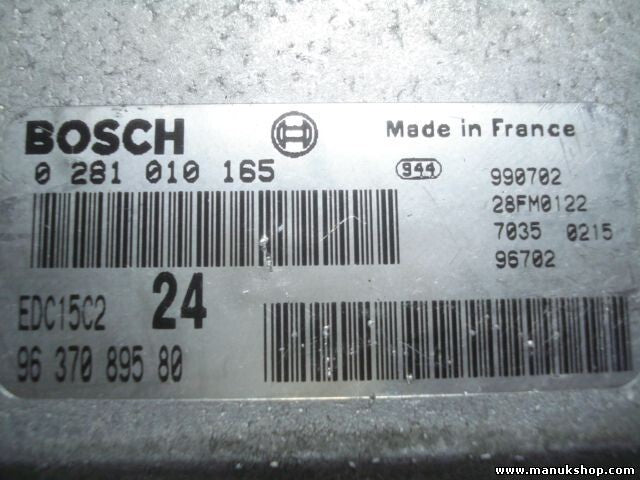 BOSCH
Made in France
0 281 010 165
944
990702
28FM0122
7035 0215
96702
EDC15C2
24
96 370 895 80
www.manukshop.com